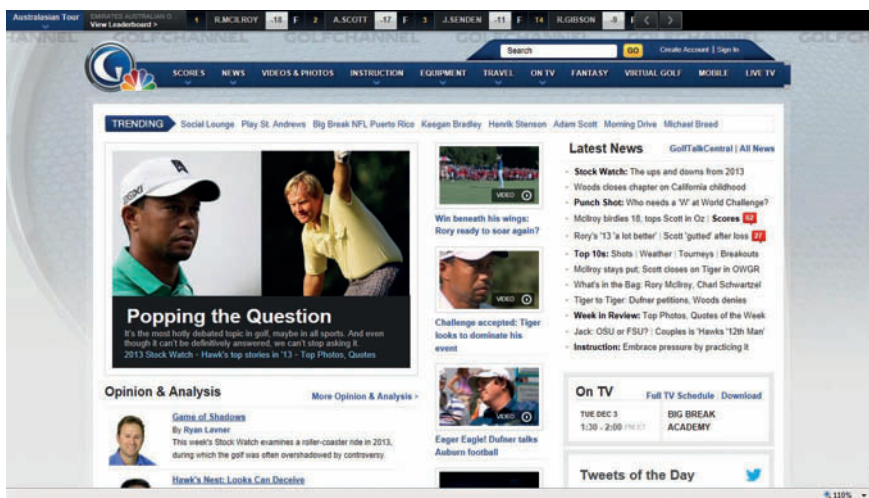 Australasian Tour
EMIRATES AUSTRALIAN O...
View Leaderboard >
1 R.MCILROY -18 F 2 A.SCOTT -17 F 3 J.SENDEN -11 F T4 R.GIBSON -9 F
GOLFCHANNEL GOLFCHANNEL
Search GO Create Account | Sign In
SCORES NEWS VIDEOS & PHOTOS INSTRUCTION EQUIPMENT TRAVEL ON TV FANTASY VIRTUAL GOLF MOBILE LIVE TV
TRENDING Social Lounge Play St. Andrews Big Break NFL Puerto Rico Keegan Bradley Henrik Stenson Adam Scott Morning Drive Michael Breed
Popping the Question
It's the most hotly debated topic in golf, maybe in all sports. And even
though it can't be definitively answered, we can't stop asking it.
2013 Stock Watch - Hawk's top stories in '13 - Top Photos, Quotes
Opinion & Analysis More Opinion & Analysis >
Game of Shadows
By Ryan Lavner
This week's Stock Watch examines a roller-coaster ride in 2013,
during which the golf was often overshadowed by controversy.
Hawk's Nest: Looks Can Deceive
VIDEO
Win beneath his wings:
Rory ready to soar again?
VIDEO
Challenge accepted: Tiger
looks to dominate his
event
VIDEO
Eager Eagle! Dufner talks
Auburn football
Latest News GolfTalkCentral | All News
Stock Watch: The ups and downs from 2013
Woods closes chapter on California childhood
Punch Shot: Who needs a 'W' at World Challenge?
McIlroy birdies 18, tops Scott in Oz | Scores 52
Rory's '13 'a lot better' | Scott 'gutted' after loss 27
Top 10s: Shots | Weather | Tourneys | Breakouts
McIlroy stays put; Scott closes on Tiger in OWGR
What's in the Bag: Rory McIlroy, Charl Schwartzel
Tiger to Tiger: Dufner petitions, Woods denies
Week in Review: Top Photos, Quotes of the Week
Jack: OSU or FSU? | Couples is 'Hawks '12th Man'
Instruction: Embrace pressure by practicing it
On TV Full TV Schedule | Download
TUE DEC 3 BIG BREAK
1:30 - 2:00 PM ET ACADEMY
Tweets of the Day
110%